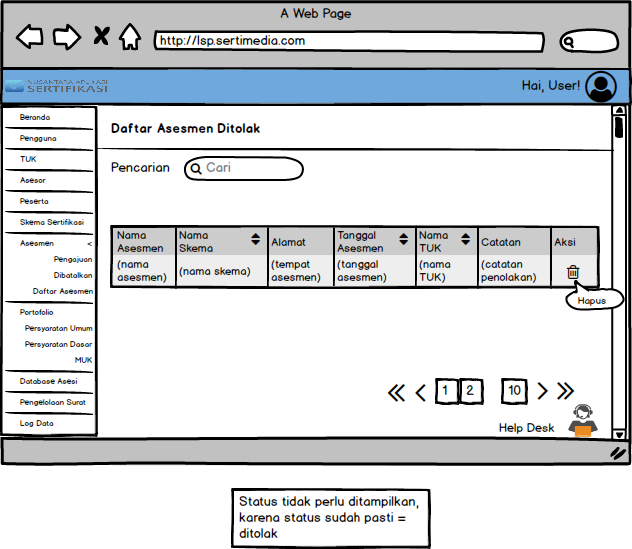 A Web Page
http://lsp.sertimedia.com
NUSANTARA APLIKASI
SERTIFIKASI
Hai, User!
Beranda
Pengguna
TUK
Asesor
Peserta
Skema Sertifikasi
Asesmen <
Pengajuan
Dibatalkan
Daftar Asesmen
Portofolio
Persyaratan Umum
Persyaratan Dasar
MUK
Database Asesi
Pengelolaan Surat
Log Data
Daftar Asesmen Ditolak
Pencarian Cari
Nama Asesmen Nama Skema Alamat Tanggal Asesmen Nama TUK Catatan Aksi
(nama asesmen) (nama skema) (tempat asesmen) (tanggal asesmen) (nama TUK) (catatan penolakan)
Hapus
1 2 10
Help Desk
Status tidak perlu ditampilkan,
karena status sudah pasti =
ditolak